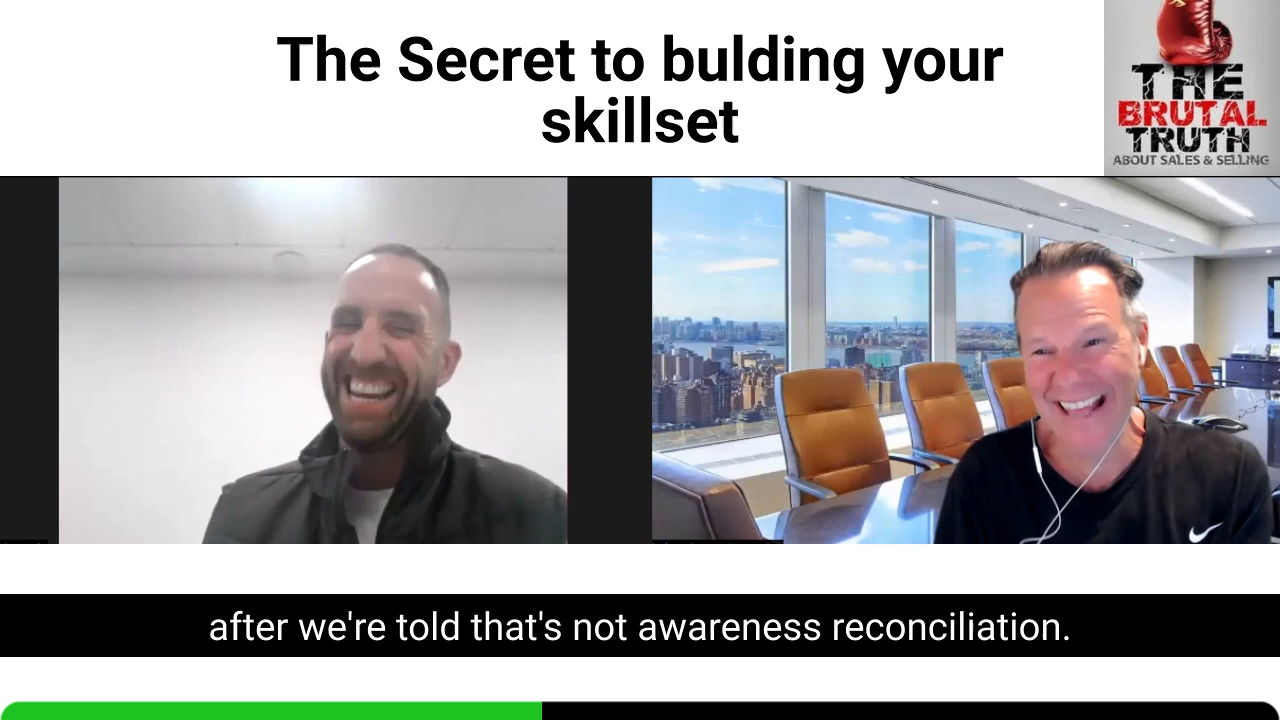 The Secret to bulding your
skillset
THE
BRUTAL
TRUTH
ABOUT SALES & SELLING
after we're told that's not awareness reconciliation.